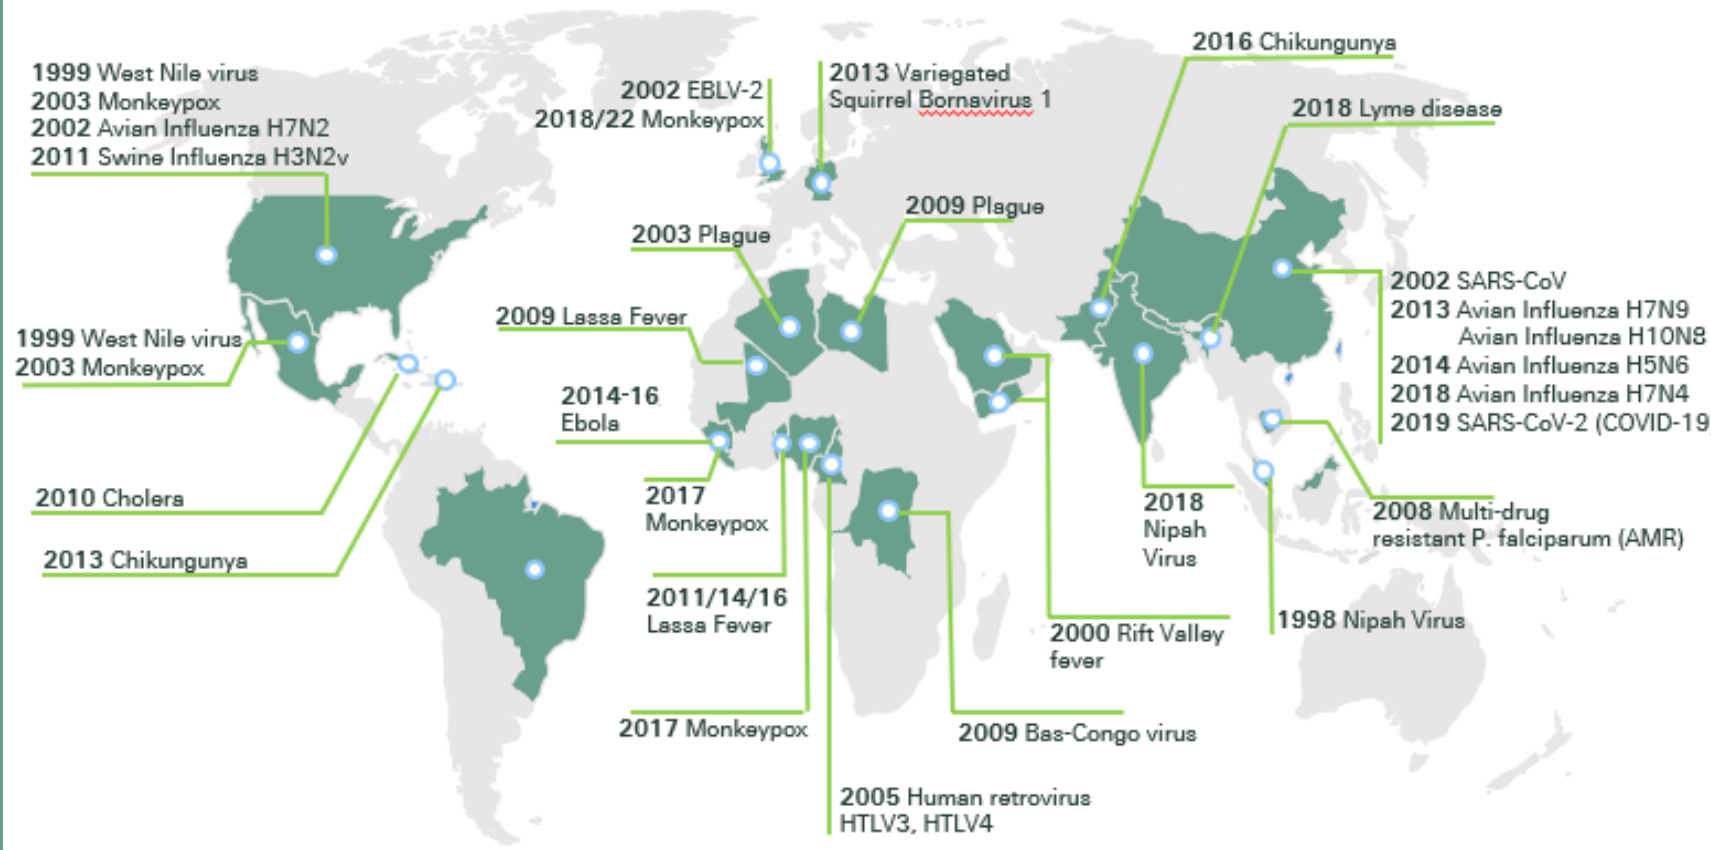 1999 West Nile virus
2003 Monkeypox
2002 Avian Influenza H7N2
2011 Swine Influenza H3N2v
2002 EBLV-2
2018/22 Monkeypox
2013 Variegated
Squirrel Bornavirus 1
2016 Chikungunya
2018 Lyme disease
2003 Plague
2009 Plague
2009 Lassa Fever
1999 West Nile virus
2003 Monkeypox
2002 SARS-CoV
2013 Avian Influenza H7N9
Avian Influenza H10N8
2014 Avian Influenza H5N6
2018 Avian Influenza H7N4
2019 SARS-CoV-2 (COVID-19
2014-16
Ebola
2010 Cholera
2013 Chikungunya
2017
Monkeypox
2011/14/16
Lassa Fever
2017 Monkeypox
2005 Human retrovirus
HTLV3, HTLV4
2009 Bas-Congo virus
2000 Rift Valley
fever
2018
Nipah
Virus
2008 Multi-drug
resistant P. falciparum (AMR)
1998 Nipah Virus